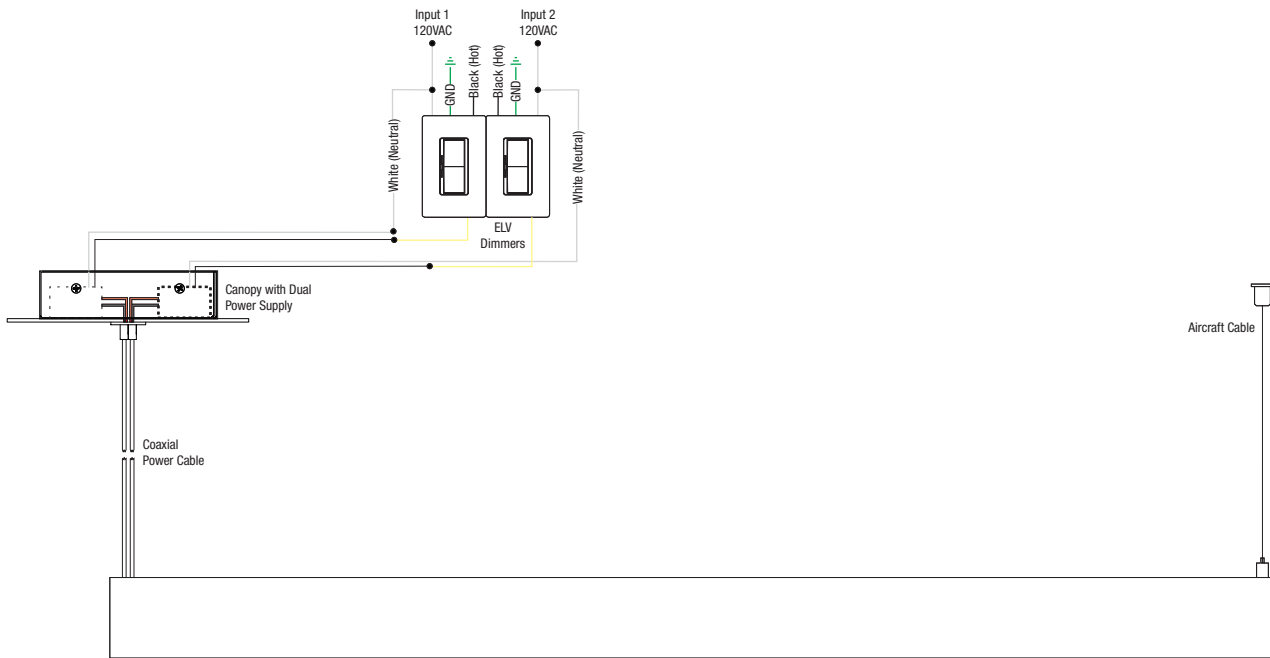 Input 1
120VAC
Input 2
120VAC
GND
Black (Hot)
Black (Hot)
GND
White (Neutral)
White (Neutral)
ELV
Dimmers
Canopy with Dual
Power Supply
Aircraft Cable
Coaxial
Power Cable